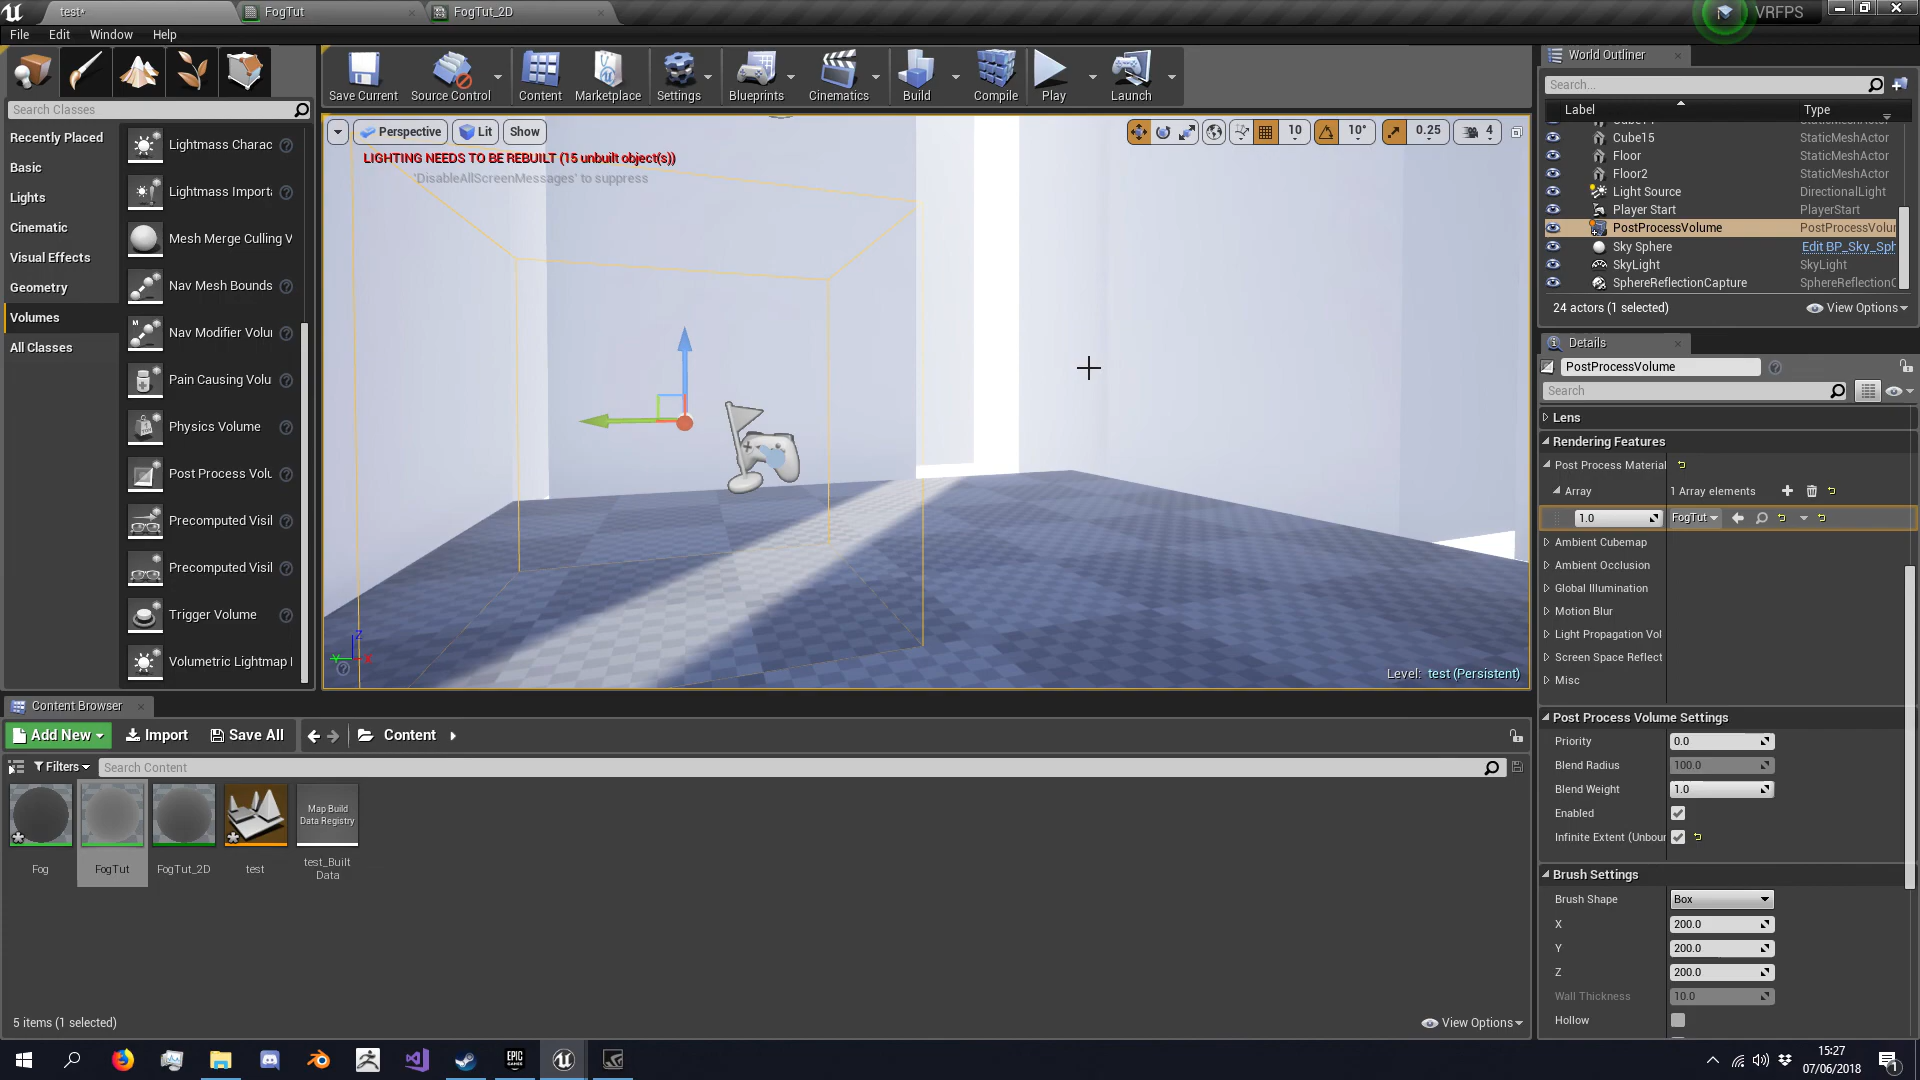 test*
FogTut
FogTut_2D
VRFPS
File
Edit
Window
Help
Search Classes
Recently Placed
Basic
Lights
Cinematic
Visual Effects
Geometry
Volumes
All Classes
Lightmass Charac
Lightmass Importa
Mesh Merge Culling V
Nav Mesh Bounds
Nav Modifier Volu
Pain Causing Volu
Physics Volume
Post Process Volu
Precomputed Visil
Precomputed Visil
Trigger Volume
Volumetric Lightmap I
Save Current
Source Control
Content
Marketplace
Settings
Blueprints
Cinematics
Build
Compile
Play
Launch
Perspective
Lit
Show
10
10°
0.25
4
LIGHTING NEEDS TO BE REBUILT (15 unbuilt object(s))
'DisableAllScreenMessages' to suppress
Level: test (Persistent)
World Outliner
Search...
Label
Type
Cube15
StaticMeshActor
Floor
StaticMeshActor
Floor2
StaticMeshActor
Light Source
DirectionalLight
Player Start
PlayerStart
PostProcessVolume
PostProcessVolur
Sky Sphere
Edit BP_Sky_Sph
SkyLight
SkyLight
SphereReflectionCapture
SphereReflectionC
24 actors (1 selected)
View Options
Details
PostProcessVolume
Search
Lens
Rendering Features
Post Process Material
Array
1 Array elements
1.0
FogTut
Ambient Cubemap
Ambient Occlusion
Global Illumination
Motion Blur
Light Propagation Vol
Screen Space Reflect
Misc
Post Process Volume Settings
Priority
0.0
Blend Radius
100.0
Blend Weight
1.0
Enabled
Infinite Extent (Unbour
Brush Settings
Brush Shape
Box
X
200.0
Y
200.0
Z
200.0
Wall Thickness
10.0
Hollow
Content Browser
Add New
Import
Save All
Content
Filters
Search Content
Map Build
Data Registry
Fog
FogTut
FogTut_2D
test
test_Built
Data
5 items (1 selected)
View Options
15:27
07/06/2018